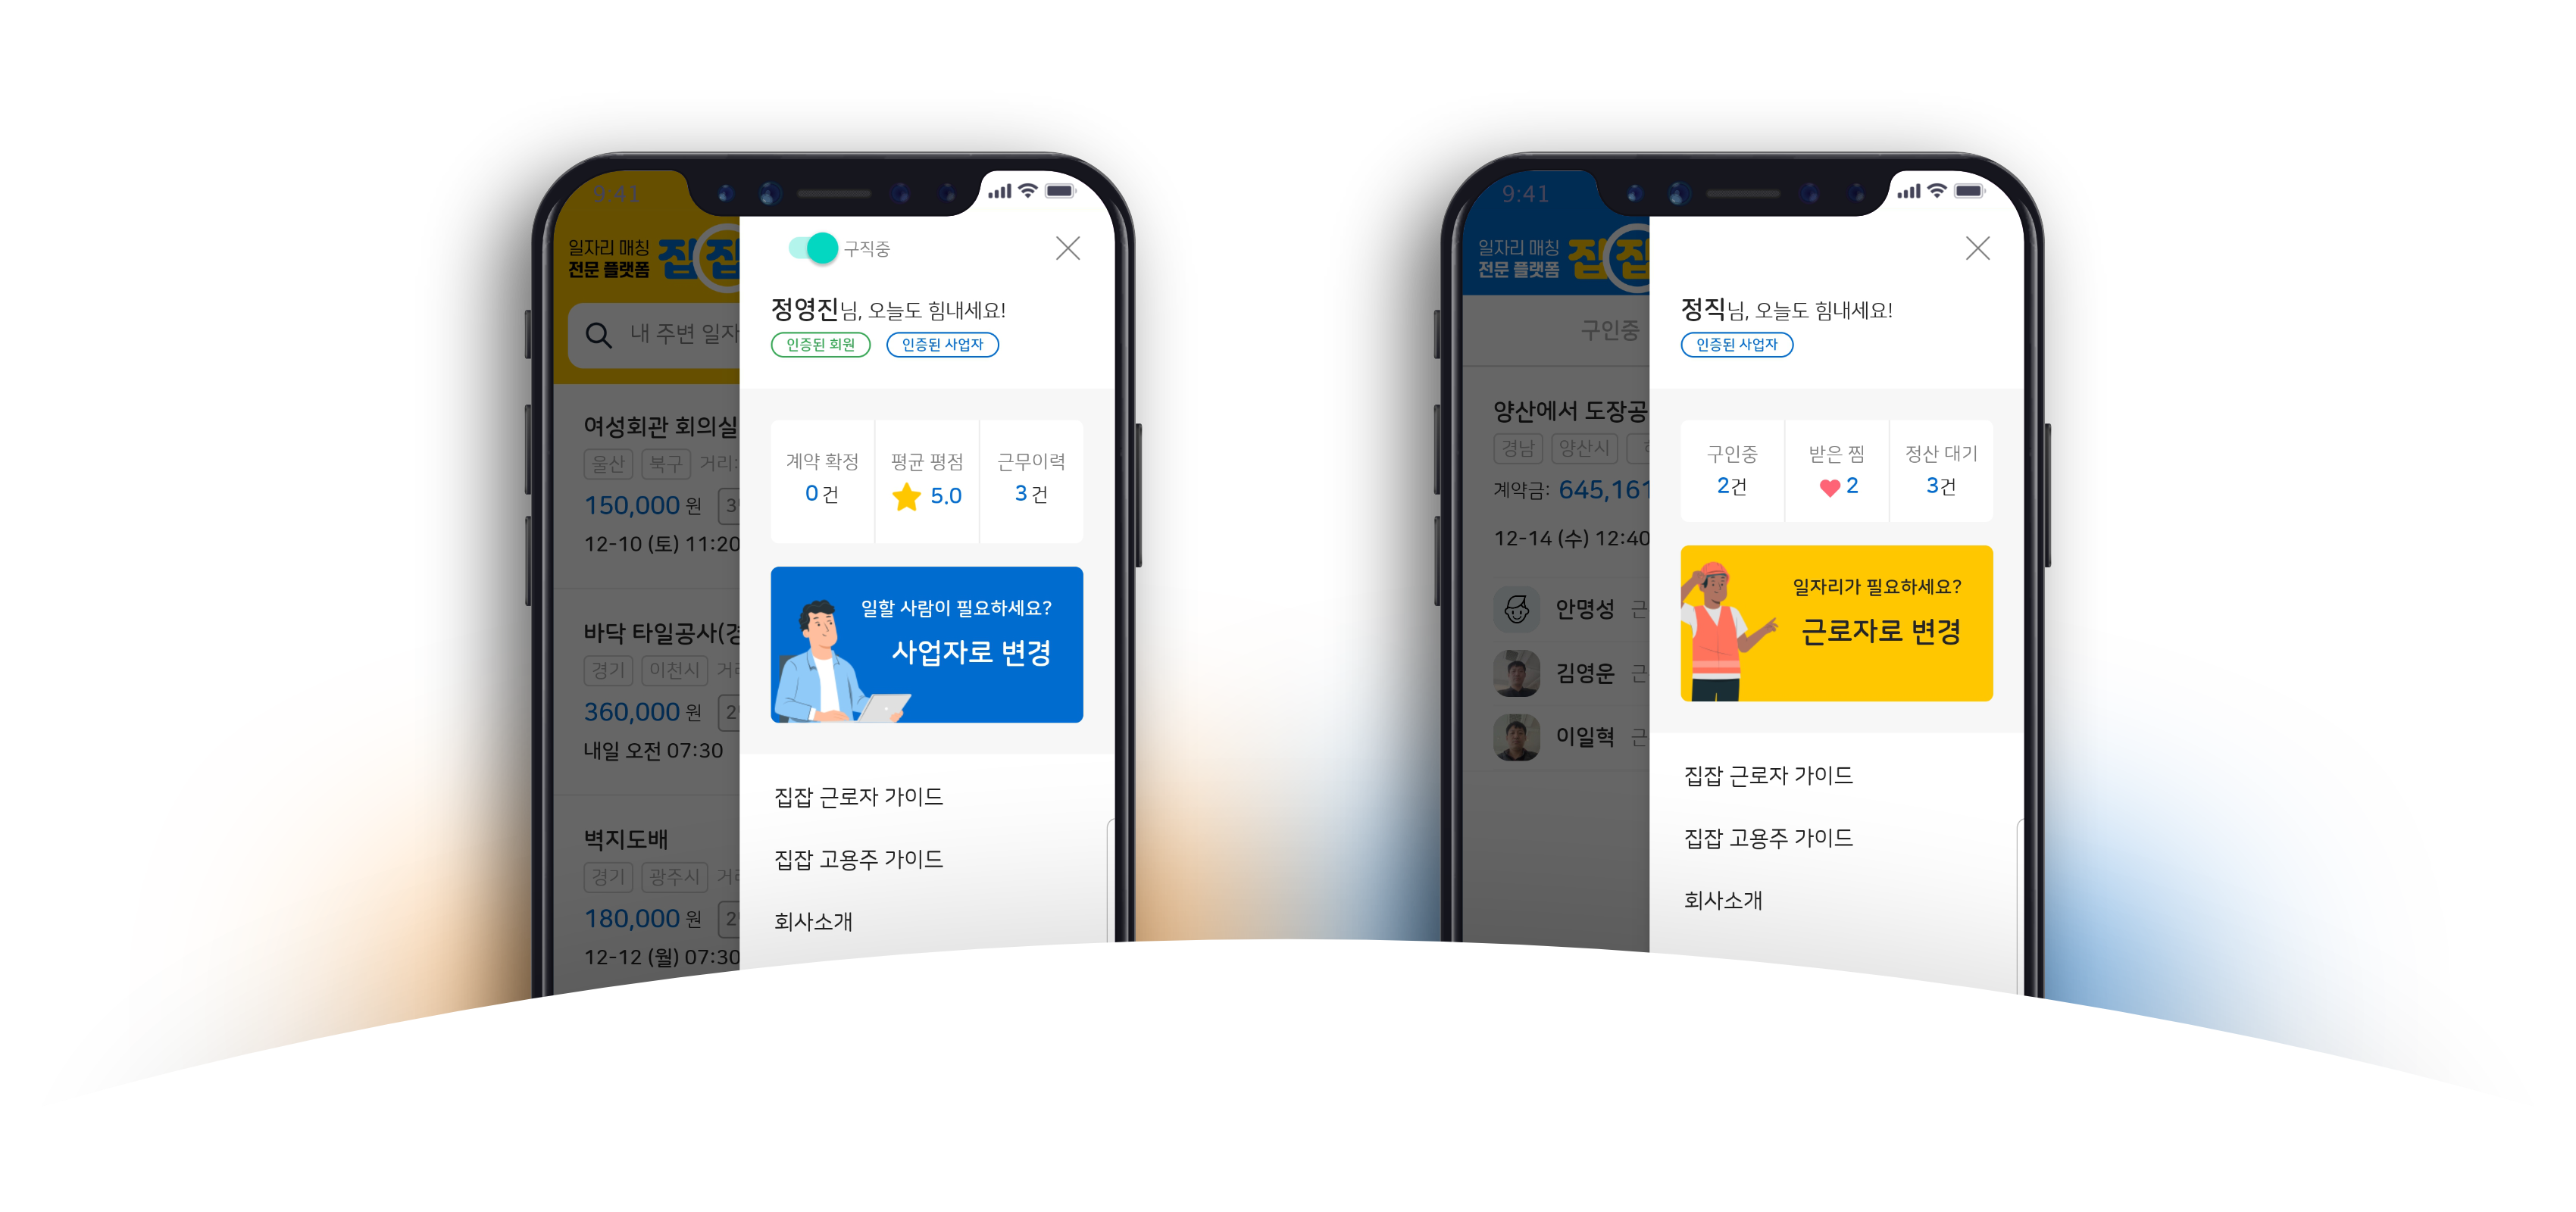 9:41
일자리 매칭
전문 플랫폼
집집
내 주변 일자
여성회관 회의실
울산 북구 거리:
150,000 원 3
12-10 (토) 11:20
바닥 타일공사(경
경기 이천시 거리
360,000 원 2
내일 오전 07:30
벽지도배
경기 광주시 거리
180,000 원 2
12-12 (월) 07:30
구직중
정영진님, 오늘도 힘내세요!
인증된 회원 인증된 사업자
계약 확정 평균 평점 근무이력
0 건 5.0 3 건
일할 사람이 필요하세요?
사업자로 변경
집잡 근로자 가이드
집잡 고용주 가이드
회사소개
9:41
일자리 매칭
전문 플랫폼
집집
구인중
양산에서 도장공
경남 양산시
계약금: 645,161
12-14 (수) 12:40
안명성 근
김영운 근
이일혁 근
정직님, 오늘도 힘내세요!
인증된 사업자
구인중 받은 찜 정산 대기
2건 2 3건
일자리가 필요하세요?
근로자로 변경
집잡 근로자 가이드
집잡 고용주 가이드
회사소개